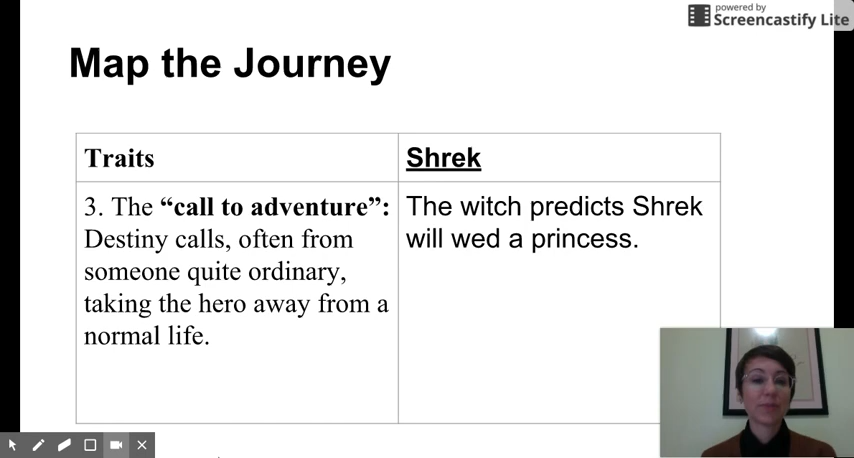 powered by
Screencastify Lite
Map the Journey
Traits
Shrek
3. The “call to adventure”:
Destiny calls, often from
someone quite ordinary,
taking the hero away from a
normal life.
The witch predicts Shrek
will wed a princess.